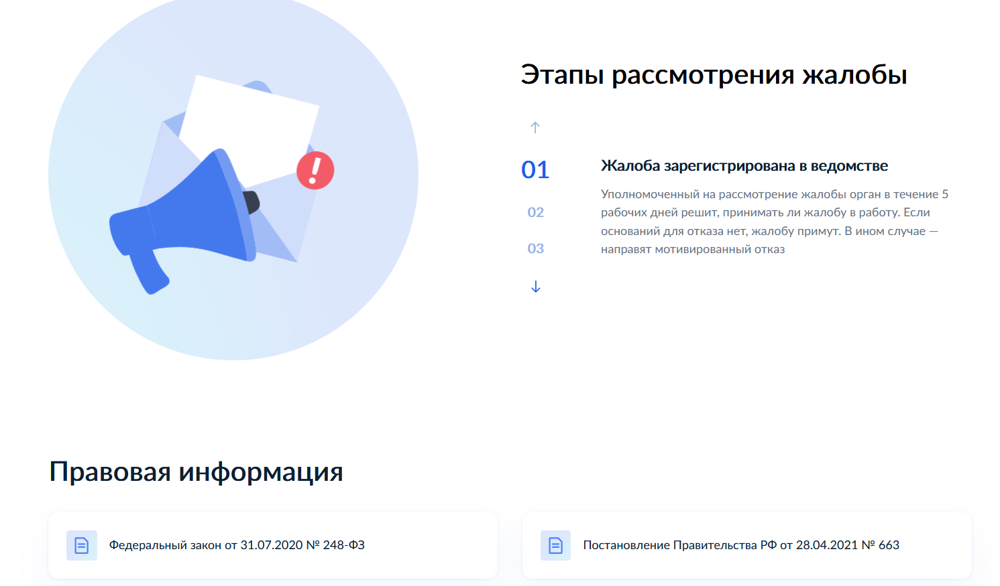 Этапы рассмотрения жалобы
01
Жалоба зарегистрирована в ведомстве
Уполномоченный на рассмотрение жалобы орган в течение 5
рабочих дней решит, принимать ли жалобу в работу. Если
оснований для отказа нет, жалобу примут. В ином случае —
направят мотивированный отказ
02
03
Правовая информация
Федеральный закон от 31.07.2020 № 248-ФЗ
Постановление Правительства РФ от 28.04.2021 № 663